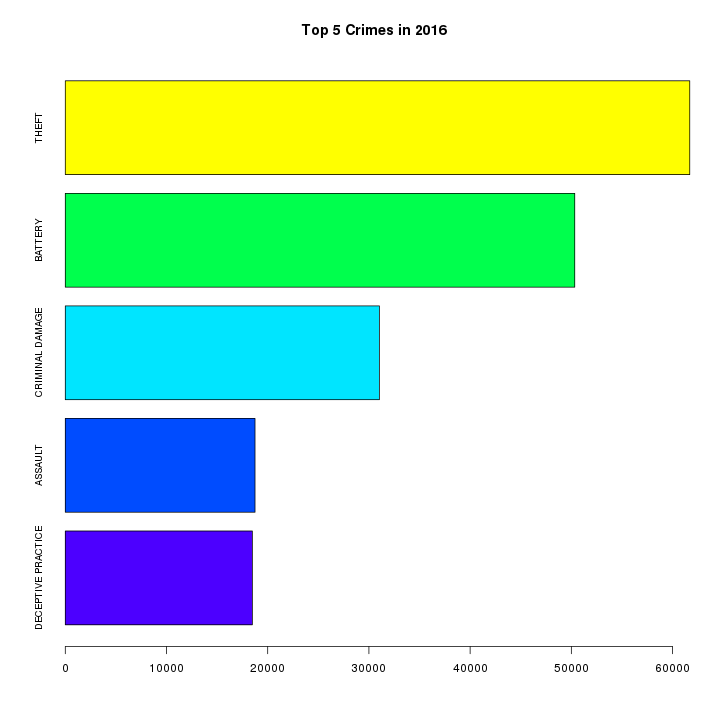 Top 5 Crimes in 2016
THEFT
BATTERY
CRIMINAL DAMAGE
ASSAULT
DECEPTIVE PRACTICE
0 10000 20000 30000 40000 50000 60000